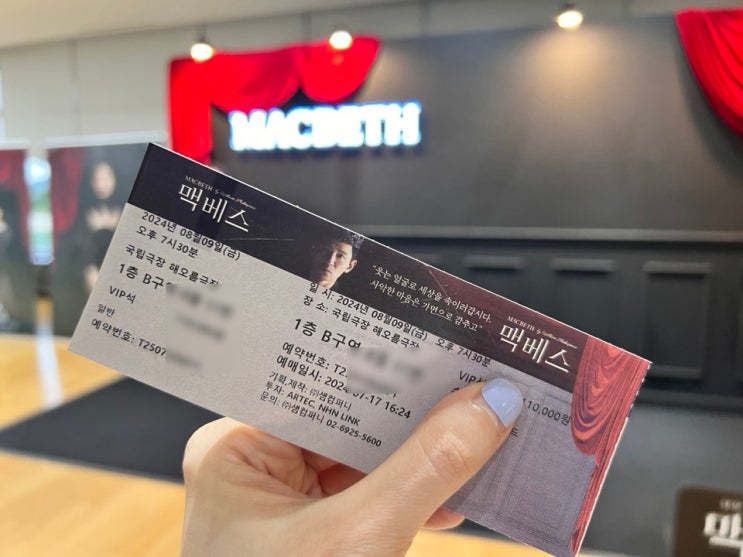 MACBETH
MACBETH
맥베스
2024년 08월09일(금)
오후 7시30분
국립극장 해오름극장
1층 B구역
VIP석
일반
예약번호: T2507
"웃는 얼굴로 세상을 속이러갑시다.
사악한 마음은 가면으로 감추고"
MACBETH
맥베스
일 시: 2024년 08월09일(금) 오후 7시30분
장 소: 국립극장 해오름극장
1층 B구역
VIP석
예약번호: T2
10,000원
예매일시: 2024-07-17 16:24
기획,제작: ㈜샘컴퍼니
투자: ARTEC, NHN LINK
문의: ㈜샘컴퍼니 02-6925-5600